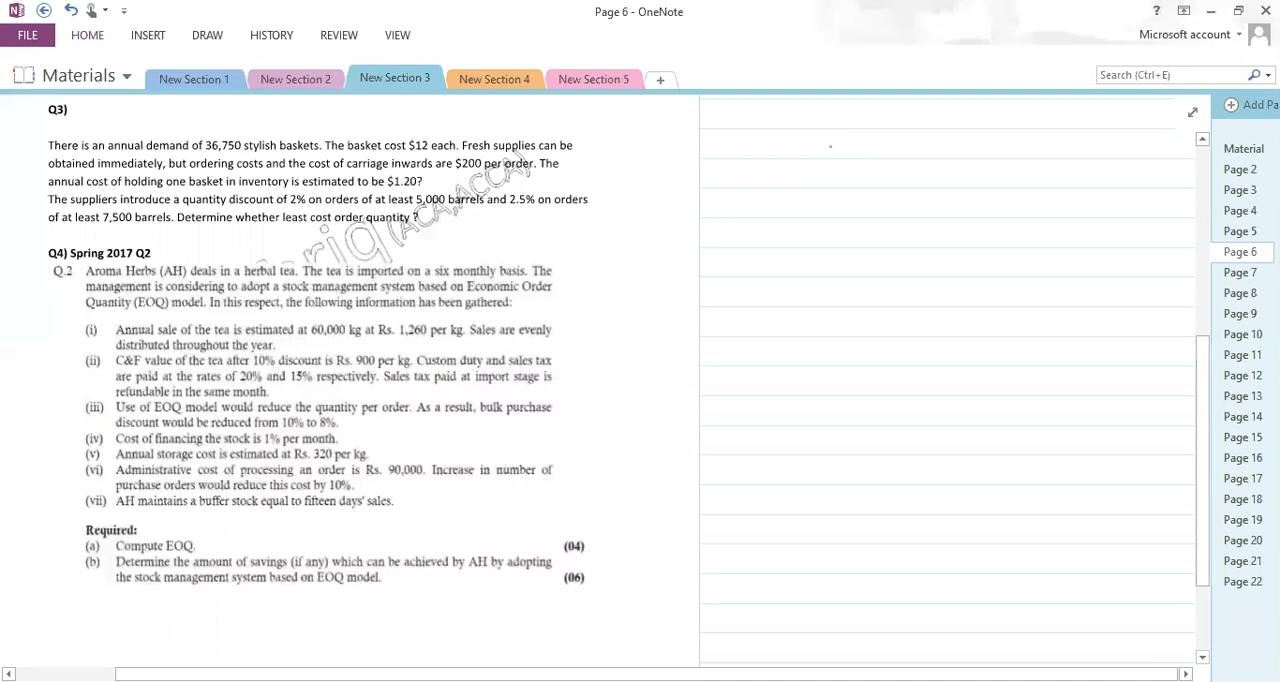 Page 6 - OneNote
FILE HOME INSERT DRAW HISTORY REVIEW VIEW
Microsoft account
Materials New Section 1 New Section 2 New Section 3 New Section 4 New Section 5
Search (Ctrl+E)
Q3)
There is an annual demand of 36,750 stylish baskets. The basket cost $12 each. Fresh supplies can be
obtained immediately, but ordering costs and the cost of carriage inwards are $200 per order. The
annual cost of holding one basket in inventory is estimated to be $1.20?
The suppliers introduce a quantity discount of 2% on orders of at least 5,000 barrels and 2.5% on orders
of at least 7,500 barrels. Determine whether least cost order quantity ?
(ACA,ACCA)
Q4) Spring 2017 Q2
Q.2 Aroma Herbs (AH) deals in a herbal tea. The tea is imported on a six monthly basis. The
management is considering to adopt a stock management system based on Economic Order
Quantity (EOQ) model. In this respect, the following information has been gathered:
(i) Annual sale of the tea is estimated at 60,000 kg at Rs. 1,260 per kg. Sales are evenly
distributed throughout the year.
(ii) C&F value of the tea after 10% discount is Rs. 900 per kg. Custom duty and sales tax
are paid at the rates of 20% and 15% respectively. Sales tax paid at import stage is
refundable in the same month.
(iii) Use of EOQ model would reduce the quantity per order. As a result, bulk purchase
discount would be reduced from 10% to 8%.
(iv) Cost of financing the stock is 1% per month.
(v) Annual storage cost is estimated at Rs. 320 per kg.
(vi) Administrative cost of processing an order is Rs. 90,000. Increase in number of
purchase orders would reduce this cost by 10%.
(vii) AH maintains a buffer stock equal to fifteen days' sales.
Required:
(a) Compute EOQ. (04)
(b) Determine the amount of savings (if any) which can be achieved by AH by adopting
the stock management system based on EOQ model. (06)
Add Pa
Material
Page 2
Page 3
Page 4
Page 5
Page 6
Page 7
Page 8
Page 9
Page 10
Page 11
Page 12
Page 13
Page 14
Page 15
Page 16
Page 17
Page 18
Page 19
Page 20
Page 21
Page 22